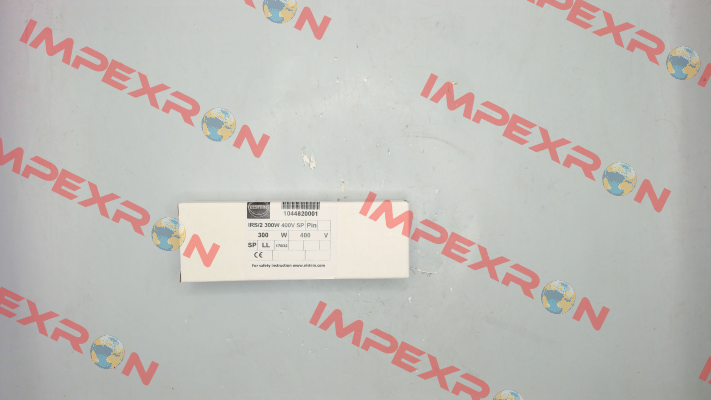 IMPEXRON
IMPEXRON
IMPEXRON
IMPEXRON
IMPEXRON
IMPEXRON
IMPEXRON
IMPEXRON
IMPEXRON
1044820001
IRS/2 300W 400V SP Pin
300 W 400 V
SP LL
CE
For safety instruction www.elstein.com